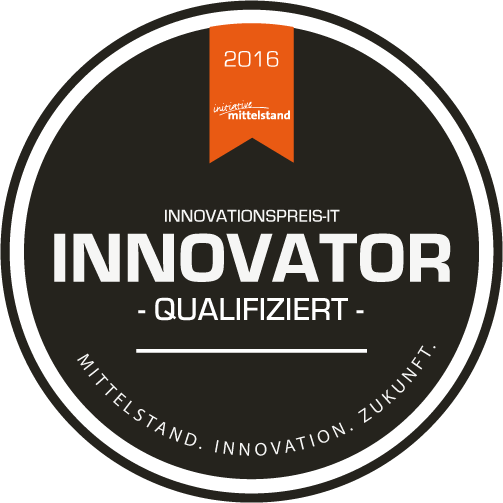 2016
initiative
mittelstand
INNOVATIONSPREIS-IT
INNOVATOR
- QUALIFIZIERT -
MITTELSTAND. INNOVATION. ZUKUNFT.